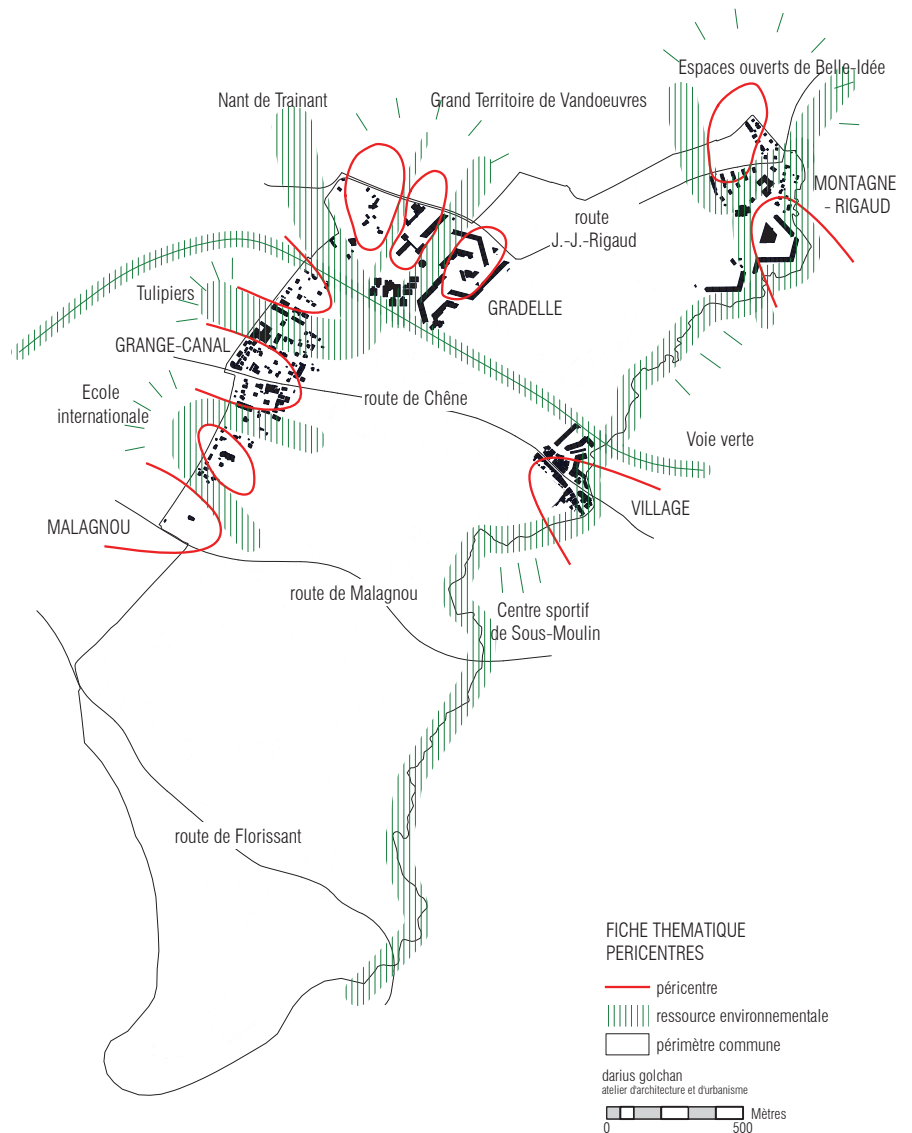 Espaces ouverts de Belle-Idée
Nant de Trainant
Grand Territoire de Vandoeuvres
MONTAGNE
- RIGAUD
route
J.-J.-Rigaud
Tulipiers
GRADELLE
GRANGE-CANAL
Ecole
internationale
route de Chêne
Voie verte
VILLAGE
MALAGNOU
route de Malagnou
Centre sportif
de Sous-Moulin
route de Florissant
FICHE THEMATIQUE
PERICENTRES
péricentre
ressource environnementale
périmètre commune
darius golchan
atelier d'architecture et d'urbanisme
Mètres
0 500